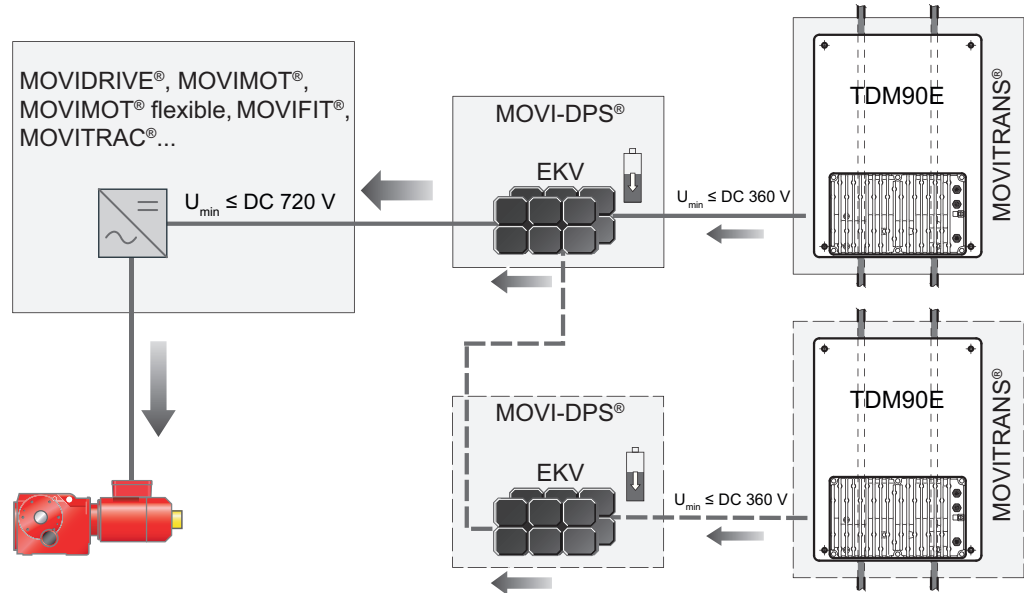 MOVIDRIVE®, MOVIMOT®,
MOVIMOT® flexible, MOVIFIT®,
MOVITRAC®...
Umin ≤ DC 720 V
MOVI-DPS®
EKV
Umin ≤ DC 360 V
TDM90E
MOVITRANS®
MOVI-DPS®
EKV
Umin ≤ DC 360 V
TDM90E
MOVITRANS®